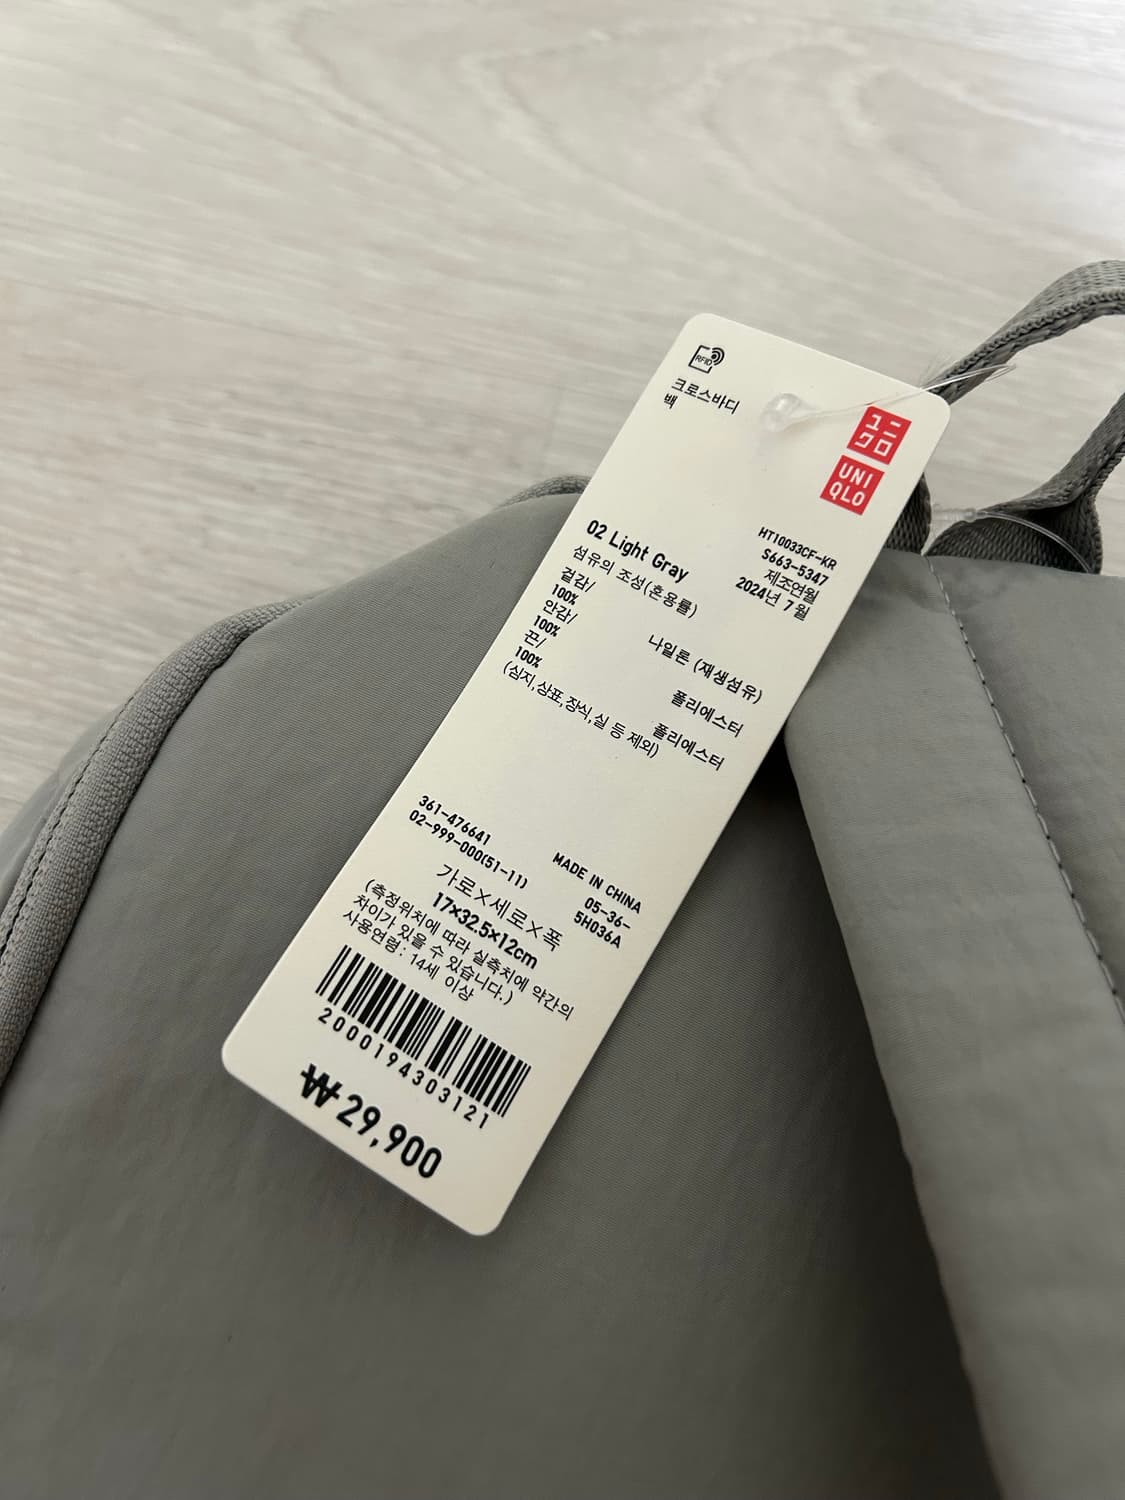 RFID
크로스바디
백
ユニ
クロ
UNI
QLO
HT10033CF-KR
S663-5347
제조연월
2024년 7월
02 Light Gray
섬유의 조성(혼용률)
겉감/
100% 나일론 (재생섬유)
안감/
100% 폴리에스터
끈/
100% 폴리에스터
(심지,상표,장식,실 등 제외)
361-476641
02-999-000(51-11)
MADE IN CHINA
05-36-
5H036A
가로×세로×폭
17×32.5×12cm
(측정위치에 따라 실측치에 약간의
차이가 있을 수 있습니다.)
사용연령: 14세 이상
2000194303121
₩29,900